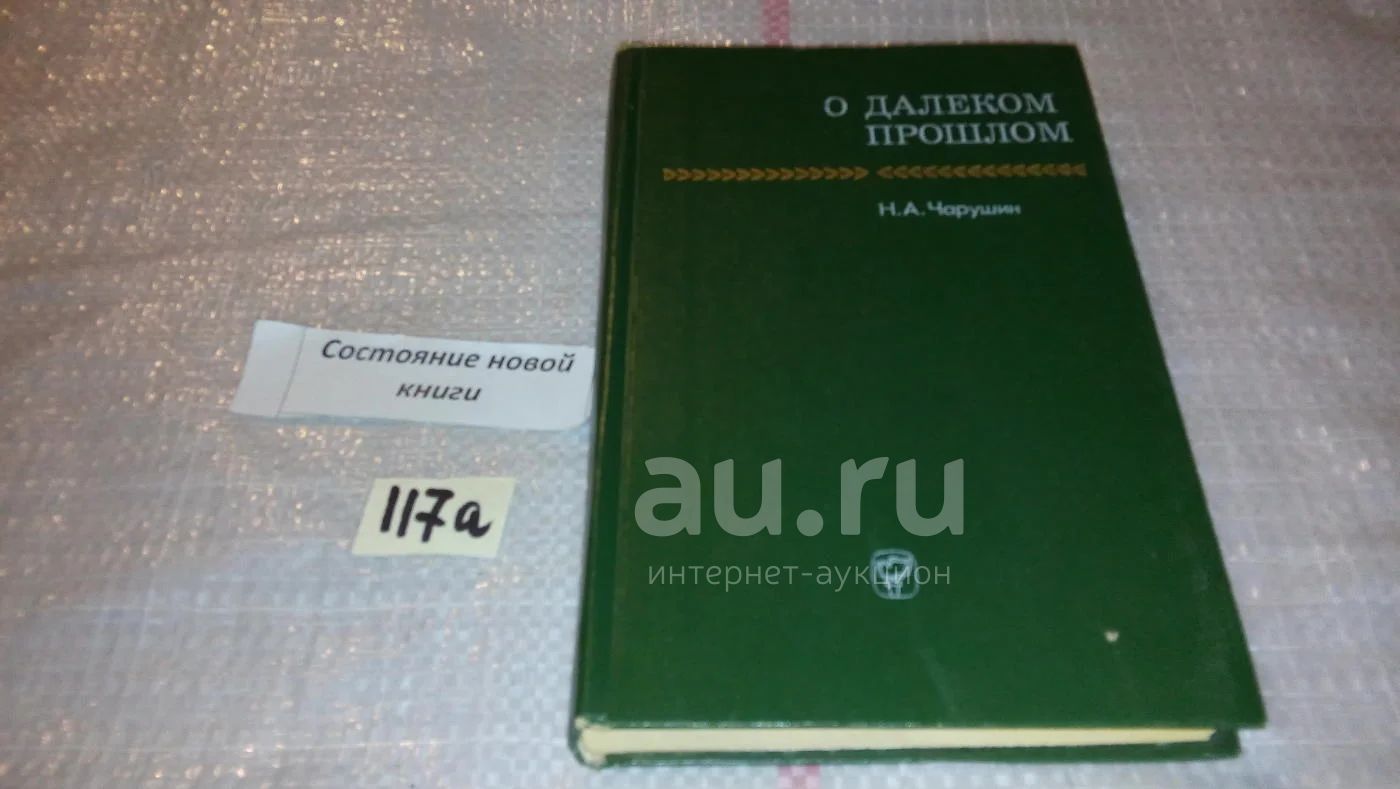 О ДАЛЕКОМ
ПРОШЛОМ
Н.А.Чарушин
Состояние новой
книги
117а
au.ru
интернет-аукцион